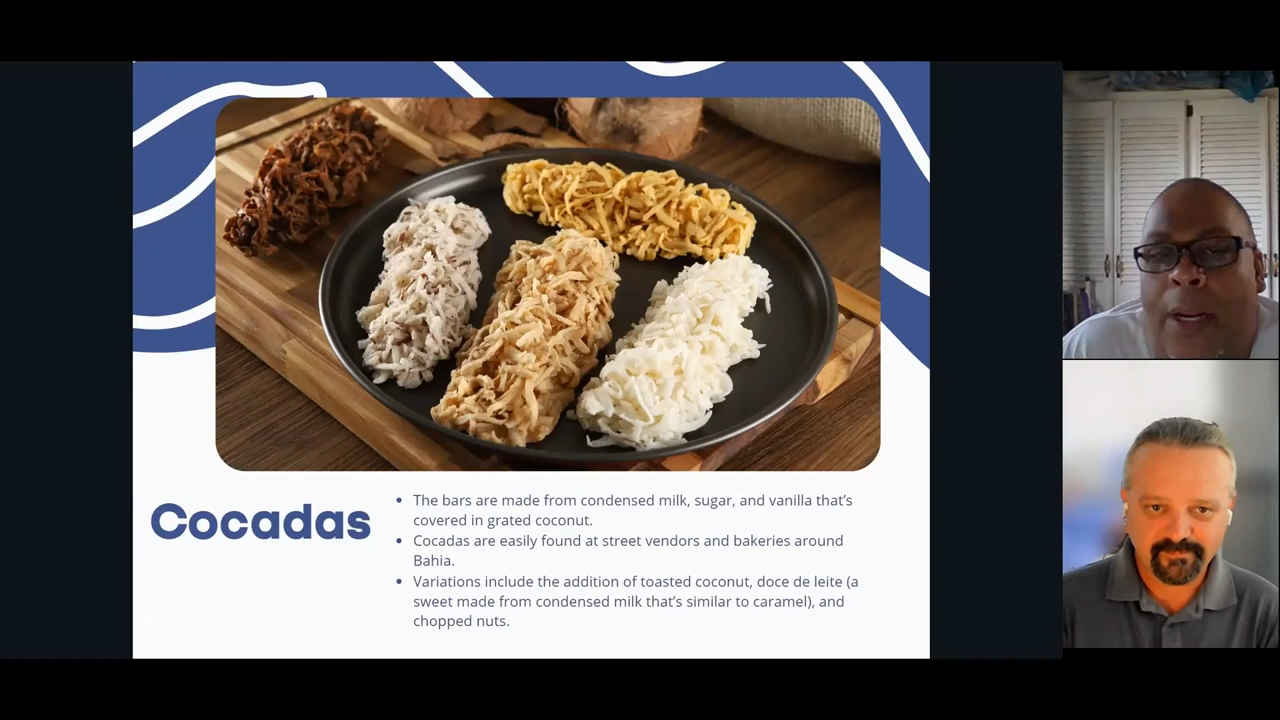 Cocadas
The bars are made from condensed milk, sugar, and vanilla that's
covered in grated coconut.
Cocadas are easily found at street vendors and bakeries around
Bahia.
Variations include the addition of toasted coconut, doce de leite (a
sweet made from condensed milk that's similar to caramel), and
chopped nuts.